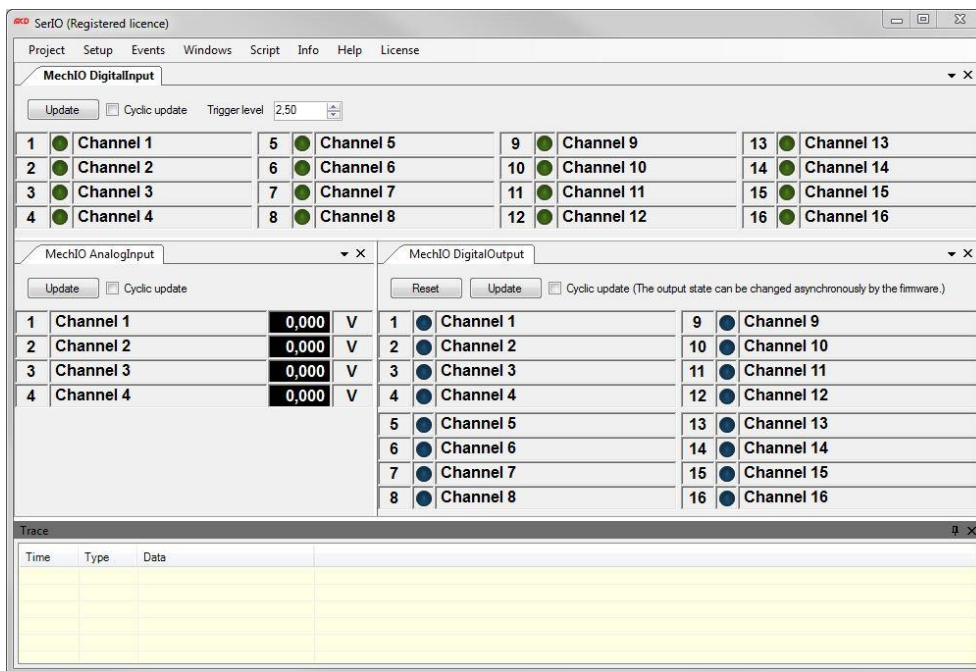 SerIO (Registered licence)
Project Setup Events Windows Script Info Help License
MechIO DigitalInput
Update Cyclic update Trigger level 2,50
1 Channel 1 5 Channel 5 9 Channel 9 13 Channel 13
2 Channel 2 6 Channel 6 10 Channel 10 14 Channel 14
3 Channel 3 7 Channel 7 11 Channel 11 15 Channel 15
4 Channel 4 8 Channel 8 12 Channel 12 16 Channel 16
MechIO AnalogInput
Update Cyclic update
1 Channel 1 0,000 V
2 Channel 2 0,000 V
3 Channel 3 0,000 V
4 Channel 4 0,000 V
MechIO DigitalOutput
Reset Update Cyclic update (The output state can be changed asynchronously by the firmware.)
1 Channel 1 9 Channel 9
2 Channel 2 10 Channel 10
3 Channel 3 11 Channel 11
4 Channel 4 12 Channel 12
5 Channel 5 13 Channel 13
6 Channel 6 14 Channel 14
7 Channel 7 15 Channel 15
8 Channel 8 16 Channel 16
Trace
Time Type Data